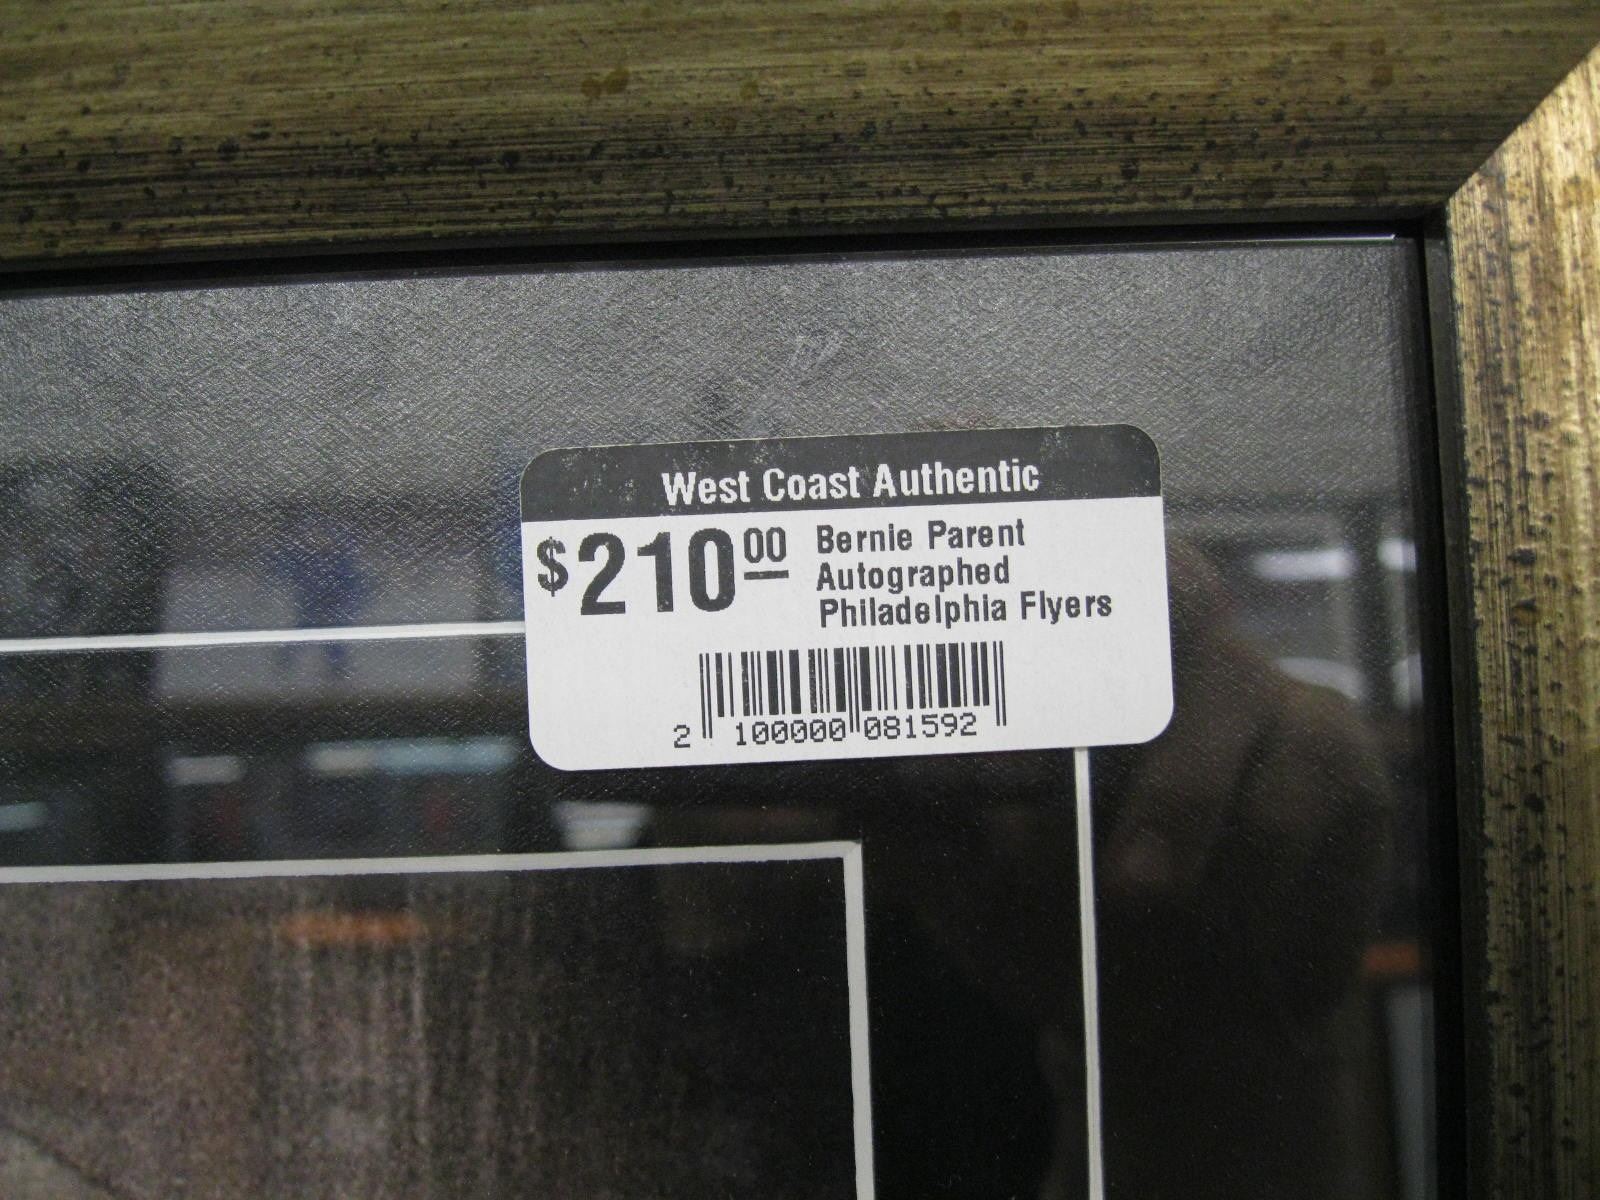 West Coast Authentic
$210.00
Bernie Parent
Autographed
Philadelphia Flyers
2 100000 081592